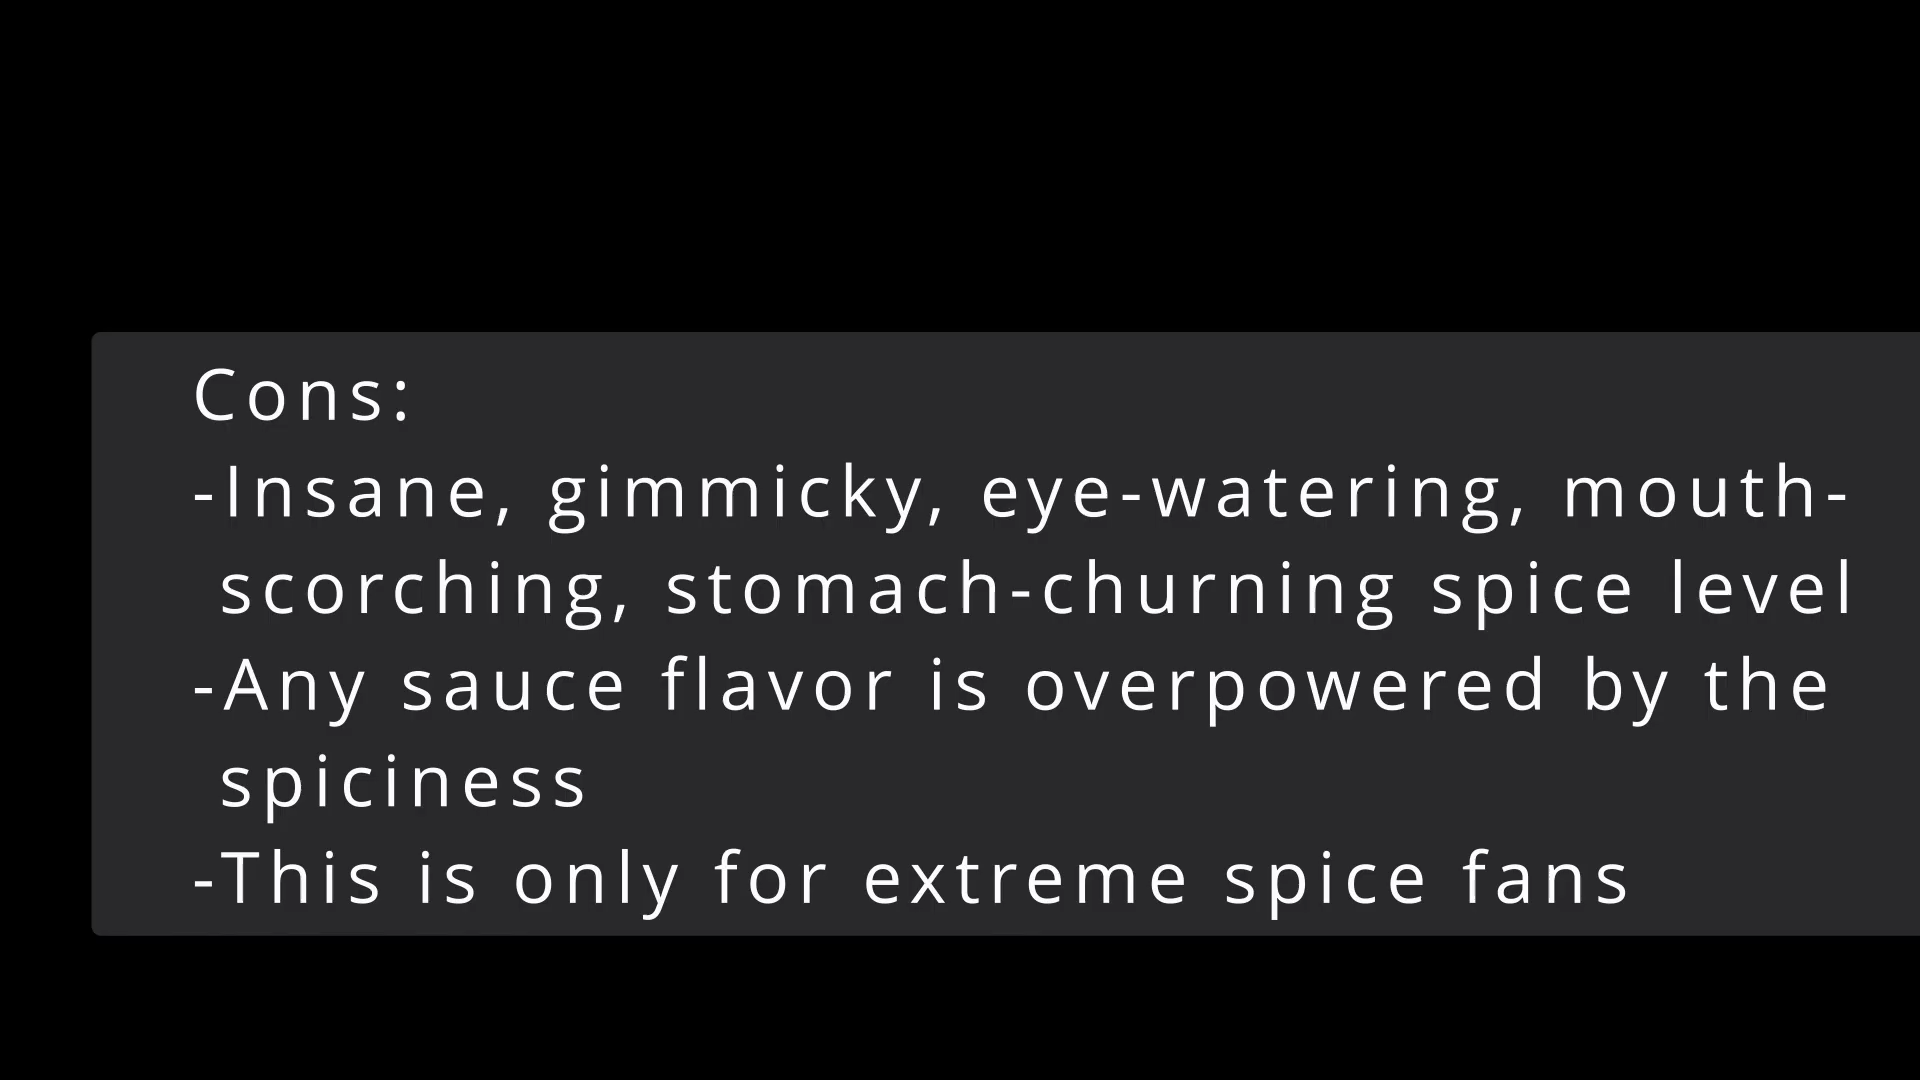 Cons:
-Insane, gimmicky, eye-watering, mouth-
scorching, stomach-churning spice level
-Any sauce flavor is overpowered by the
spiciness
-This is only for extreme spice fans